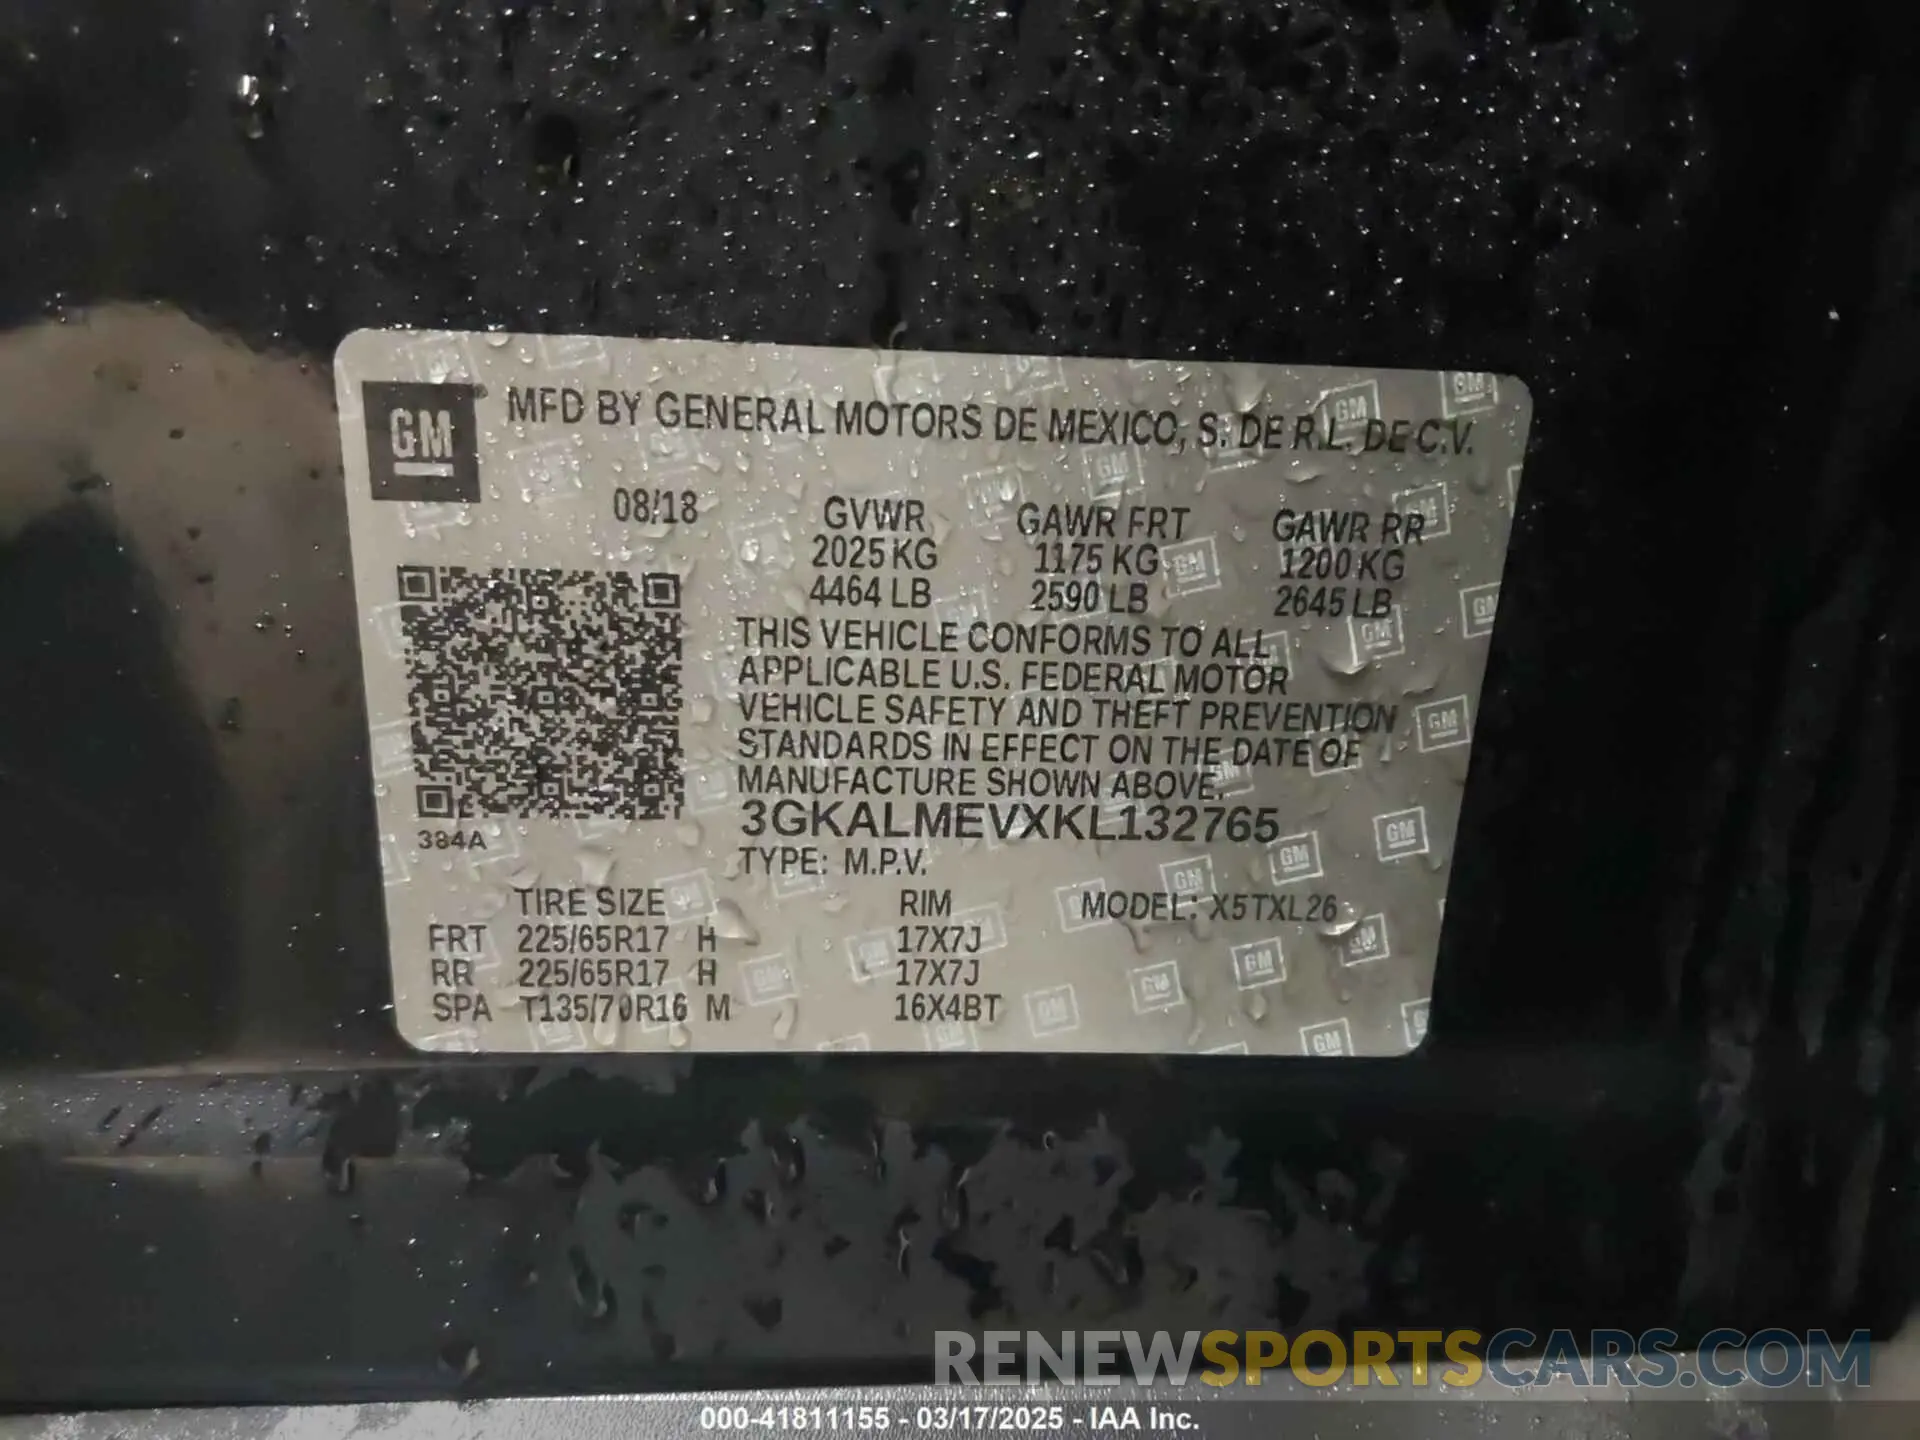 GM
MFD BY GENERAL MOTORS DE MEXICO, S. DE R.L. DE C.V.
08/18 GVWR GAWR FRT GAWR RR
2025 KG 1175 KG 1200 KG
4464 LB 2590 LB 2645 LB
THIS VEHICLE CONFORMS TO ALL
APPLICABLE U.S. FEDERAL MOTOR
VEHICLE SAFETY AND THEFT PREVENTION
STANDARDS IN EFFECT ON THE DATE OF
MANUFACTURE SHOWN ABOVE.
3GKALMEVXKL132765
384A
TYPE: M.P.V.
TIRE SIZE RIM MODEL: X5TXL26
FRT 225/65R17 H 17X7J
RR 225/65R17 H 17X7J
SPA T135/70R16 M 16X4BT
RENEWSPORTSCARS.COM
000-41811155 - 03/17/2025 - IAA Inc.